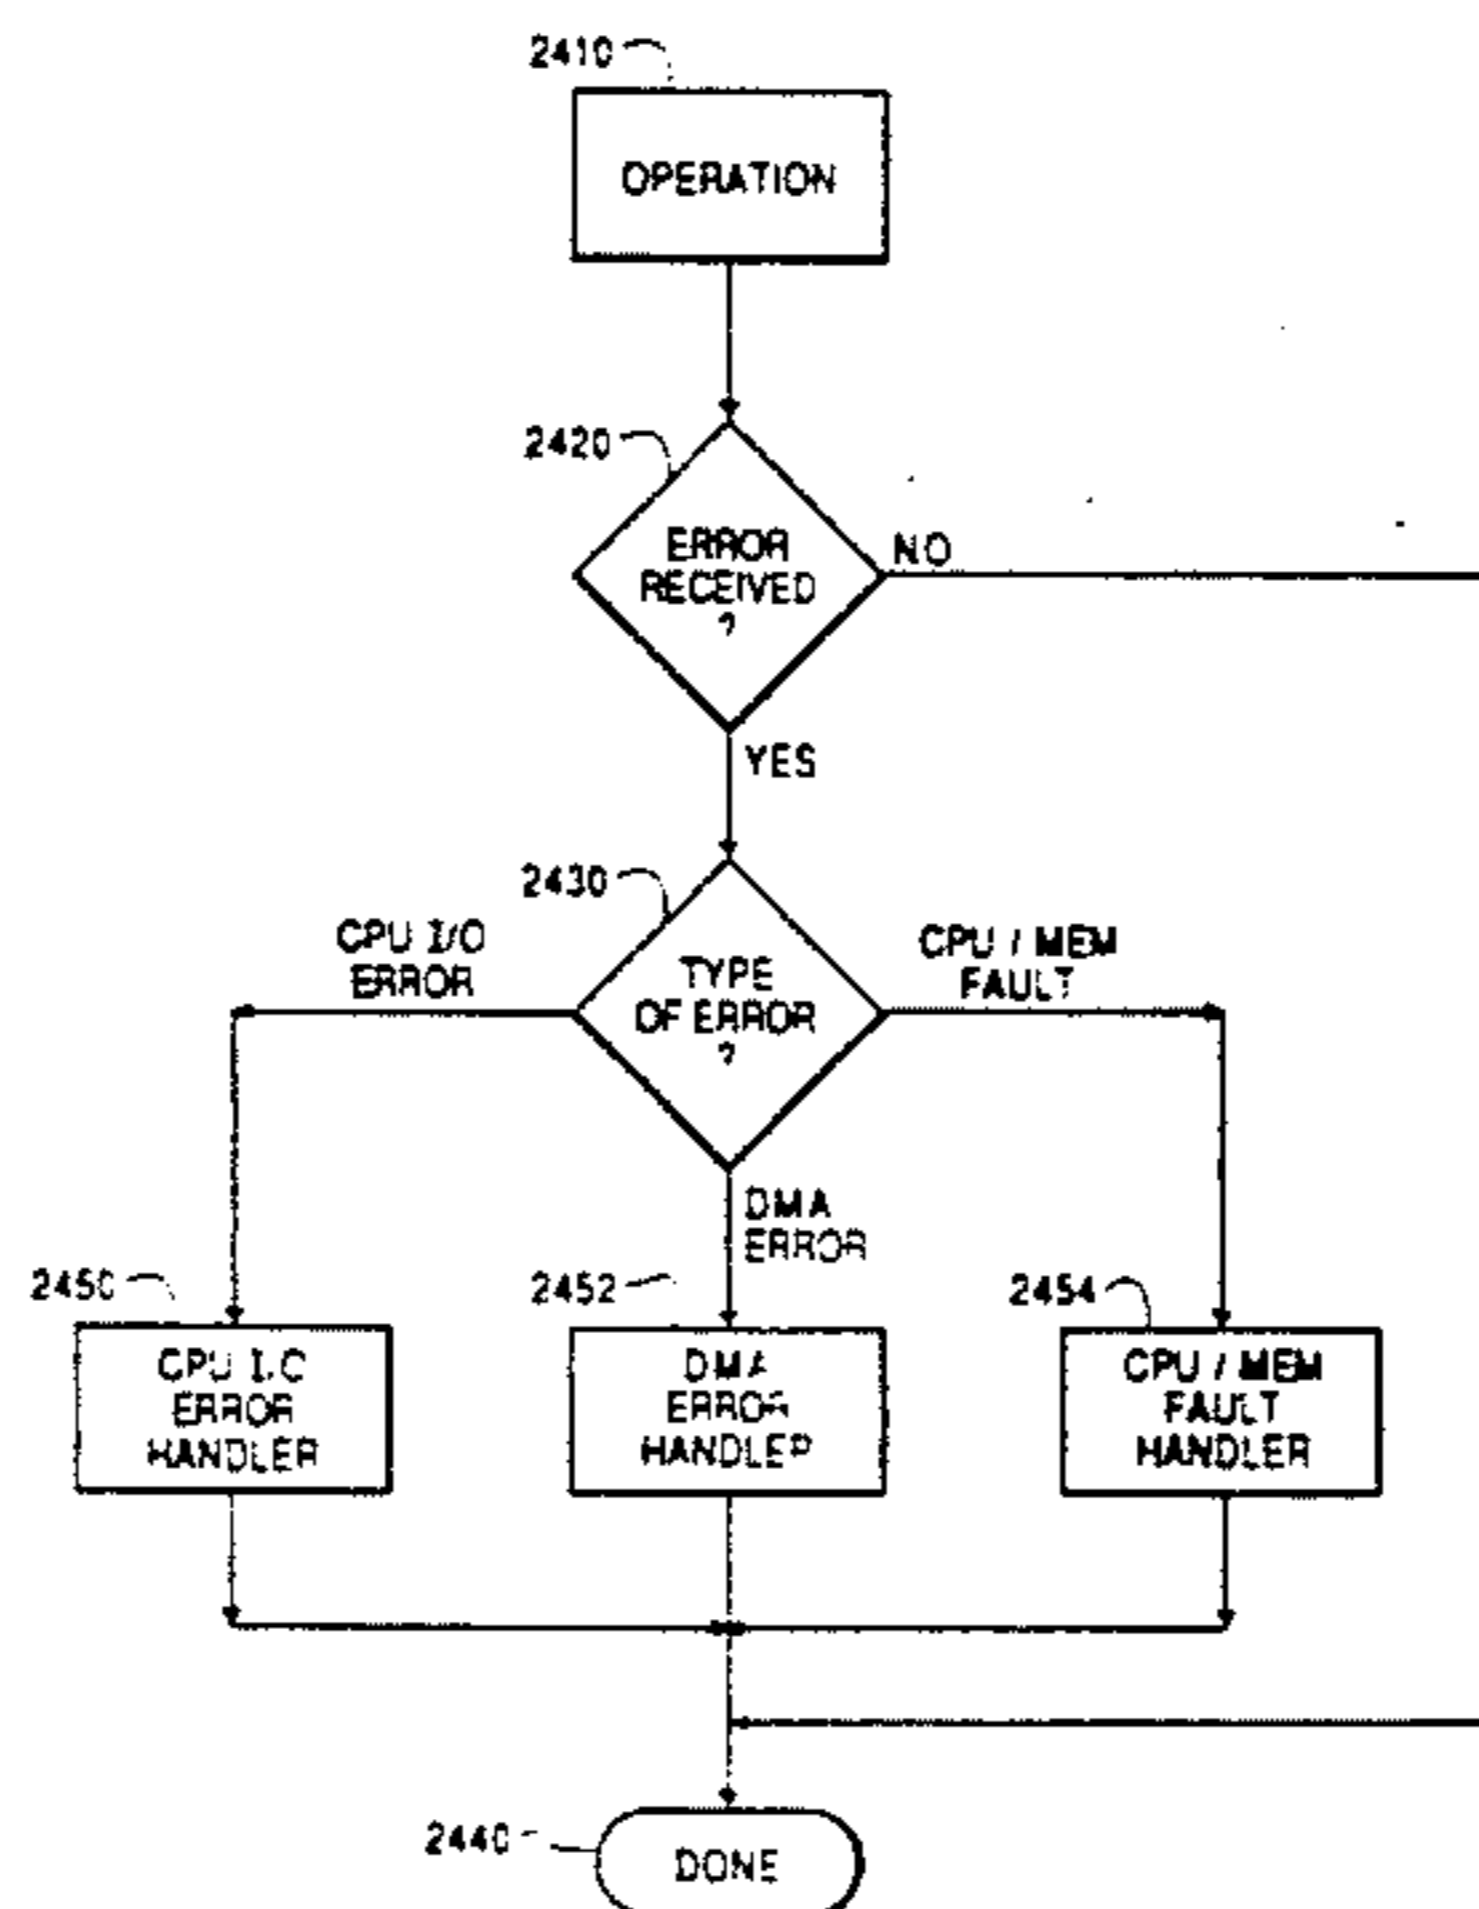 2410
OPERATION
2420
ERROR
RECEIVED
?
NO
YES
2430
CPU I/O
ERROR
TYPE
OF ERROR
?
CPU / MEM
FAULT
DMA
ERROR
2450
2452
2454
CPU I/O
ERROR
HANDLER
DMA
ERROR
HANDLER
CPU / MEM
FAULT
HANDLER
2440
DONE